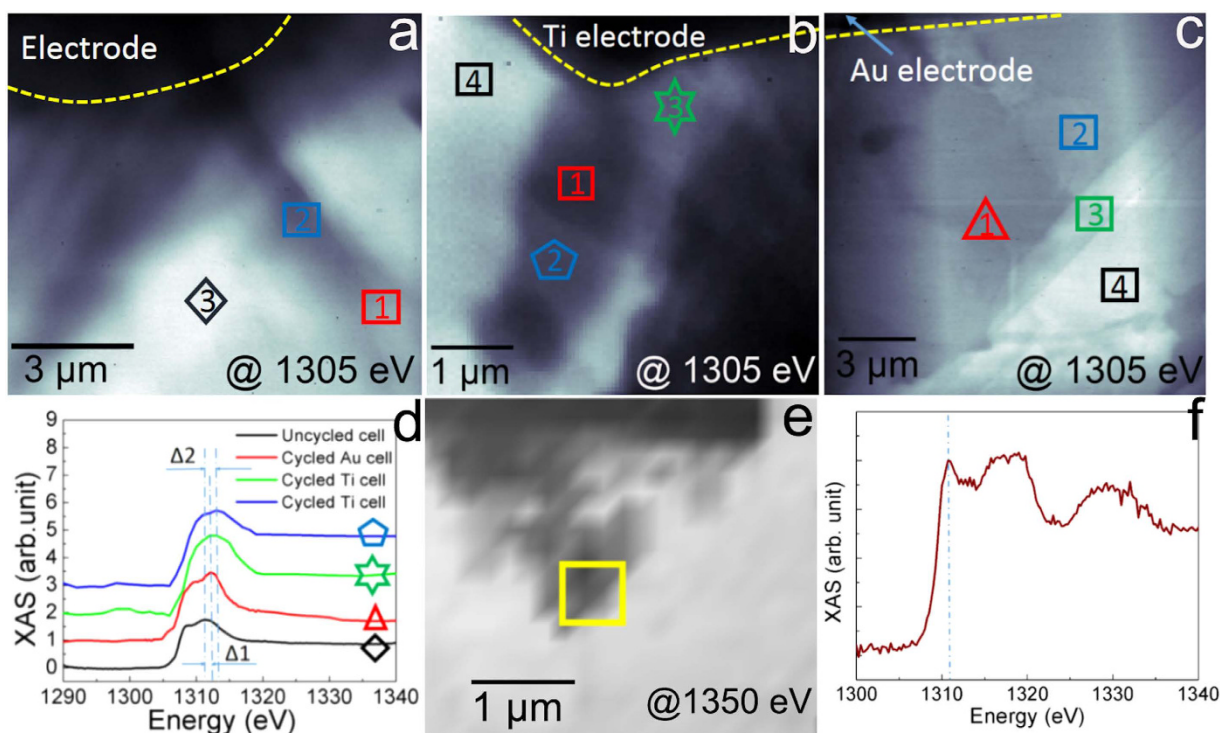 a
Electrode
2
3
1
3 µm
@ 1305 eV
b
Ti electrode
4
3
1
2
1 µm
@ 1305 eV
c
Au electrode
2
1
3
4
3 µm
@ 1305 eV
d
9
8
7
6
5
4
3
2
1
0
XAS (arb.unit)
Δ2
Uncycled cell
Cycled Au cell
Cycled Ti cell
Cycled Ti cell
Δ1
1290 1300 1310 1320 1330 1340
Energy (eV)
e
1 µm
@1350 eV
f
XAS (arb. unit)
1300 1310 1320 1330 1340
Energy (eV)